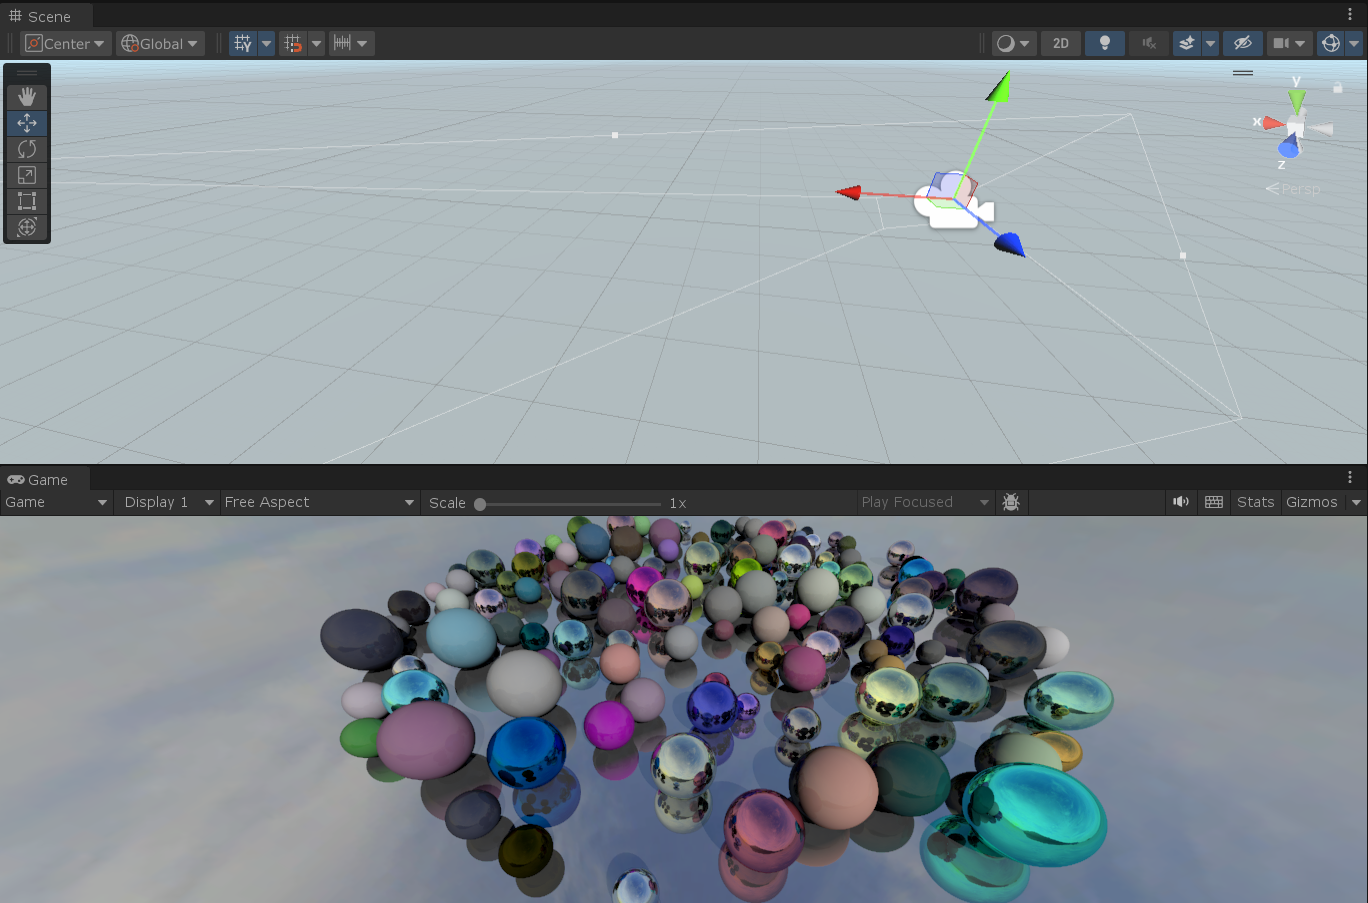 Scene
Center Global 2D
y
x
z
Persp
Game
Game Display 1 Free Aspect Scale 1x Play Focused Stats Gizmos